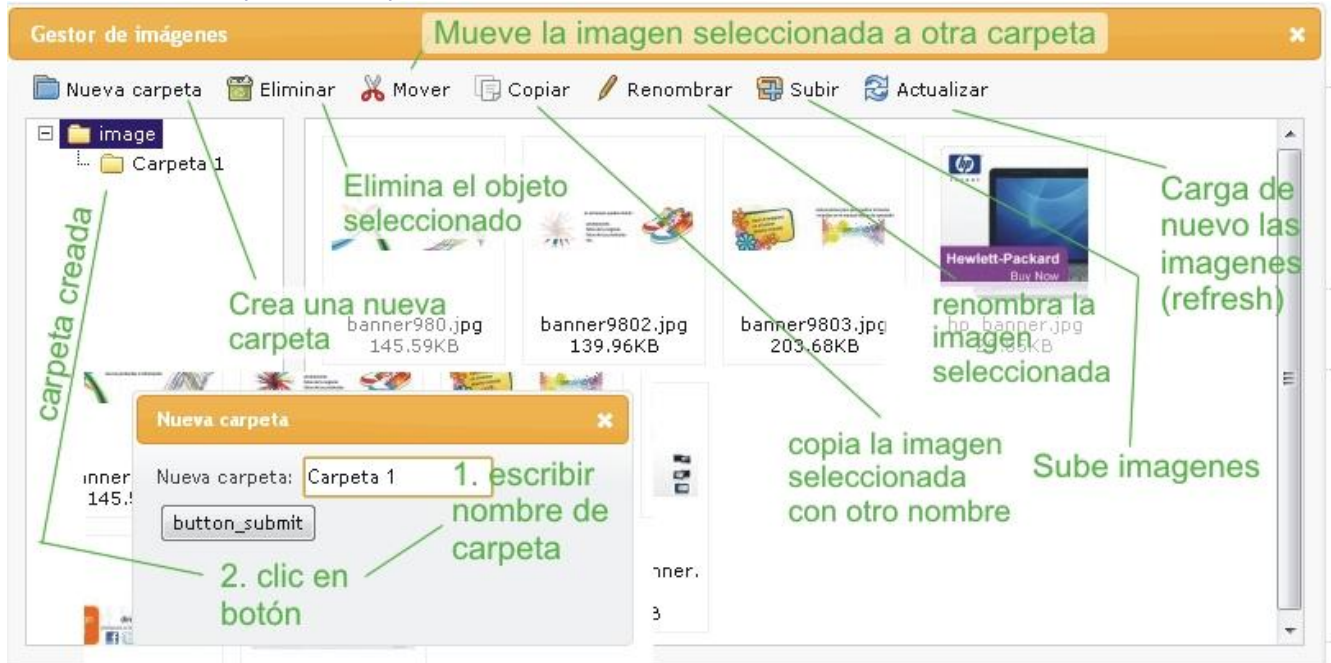 Gestor de imágenes
Mueve la imagen seleccionada a otra carpeta
Nueva carpeta
Eliminar
Mover
Copiar
Renombrar
Subir
Actualizar
image
Carpeta 1
carpeta creada
Elimina el objeto
seleccionado
Crea una nueva
carpeta
banner980.jpg
145.59KB
banner9802.jpg
139.96KB
banner9803.jpg
203.68KB
hp
Hewlett-Packard
Buy Now
hp_banner.jpg
Carga de
nuevo las
imagenes
(refresh)
renombra la
imagen
seleccionada
Nueva carpeta
nner
145.
Nueva carpeta:
Carpeta 1
button_submit
1. escribir
nombre de
carpeta
2. clic en
botón
copia la imagen
seleccionada
con otro nombre
Sube imagenes
nner.